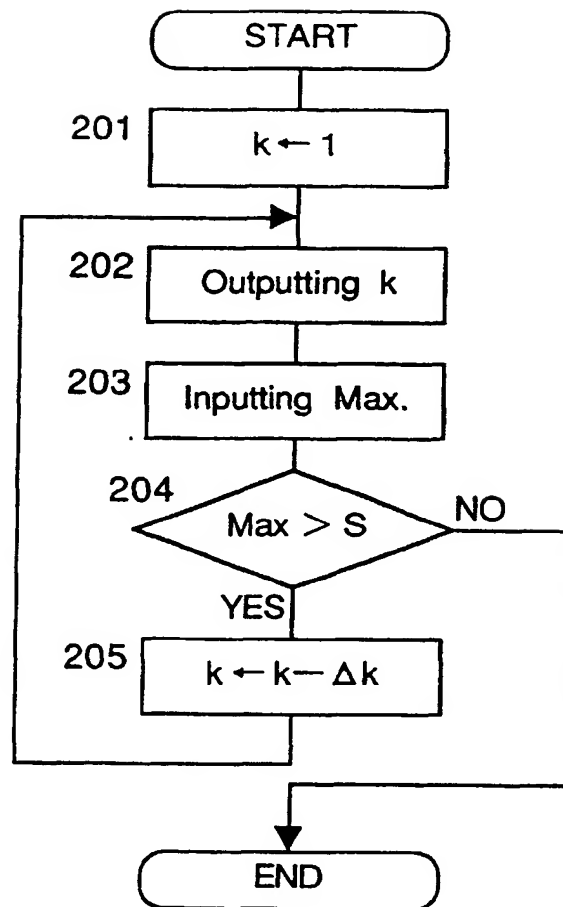 START
201
k ← 1
202
Outputting k
203
Inputting Max.
204
Max > S
NO
YES
205
k ← k − Δk
END